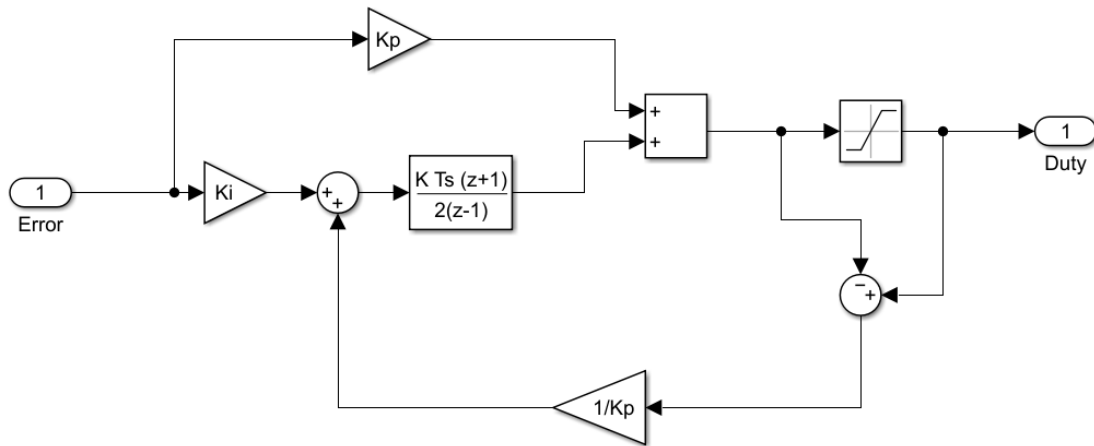 Kp
+
+
1
Error
Ki
+
+
K Ts (z+1)
2(z-1)
1
Duty
−
+
1/Kp